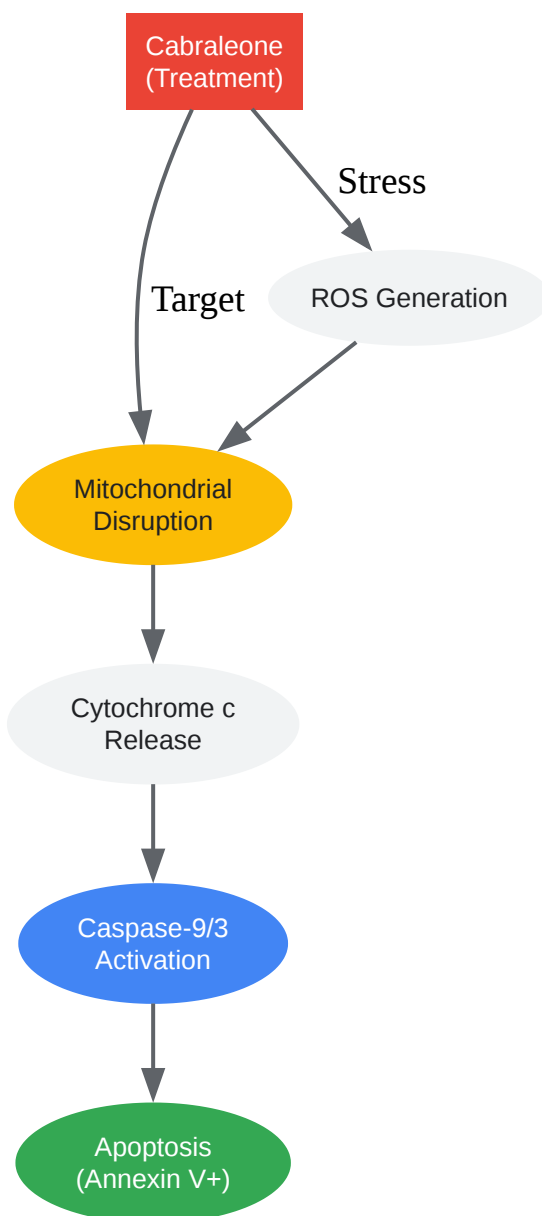 Cabraleone
(Treatment)
Stress
Target
ROS Generation
Mitochondrial
Disruption
Cytochrome c
Release
Caspase-9/3
Activation
Apoptosis
(Annexin V+)